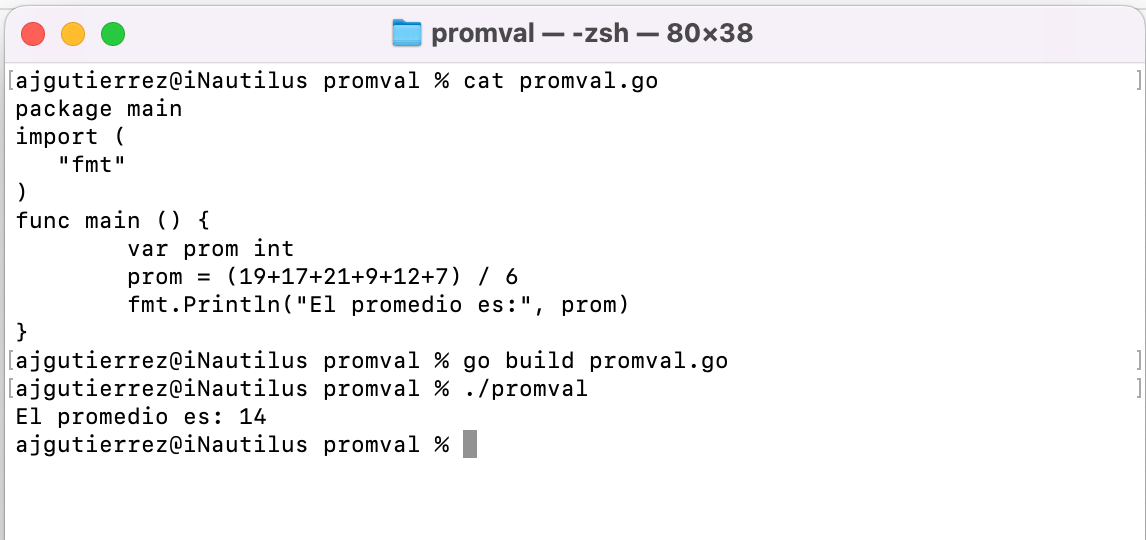 promval — -zsh — 80×38
[ajgutierrez@iNautilus promval % cat promval.go ]
package main
import (
   "fmt"
)
func main () {
        var prom int
        prom = (19+17+21+9+12+7) / 6
        fmt.Println("El promedio es:", prom)
}
[ajgutierrez@iNautilus promval % go build promval.go ]
[ajgutierrez@iNautilus promval % ./promval ]
El promedio es: 14
ajgutierrez@iNautilus promval %